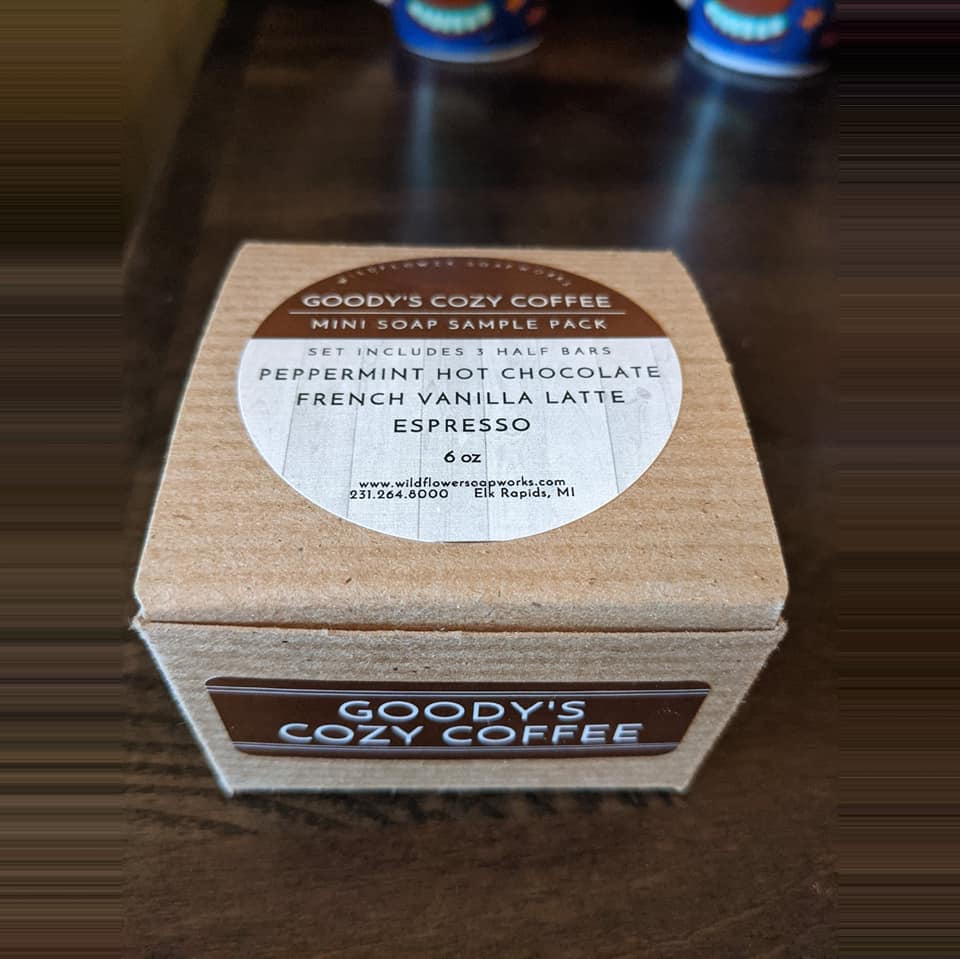 WILDFLOWER SOAPWORKS
GOODY'S COZY COFFEE
MINI SOAP SAMPLE PACK
SET INCLUDES 3 HALF BARS
PEPPERMINT HOT CHOCOLATE
FRENCH VANILLA LATTE
ESPRESSO
6 oz
www.wildflowersoapworks.com
231.264.8000 Elk Rapids, MI
GOODY'S
COZY COFFEE